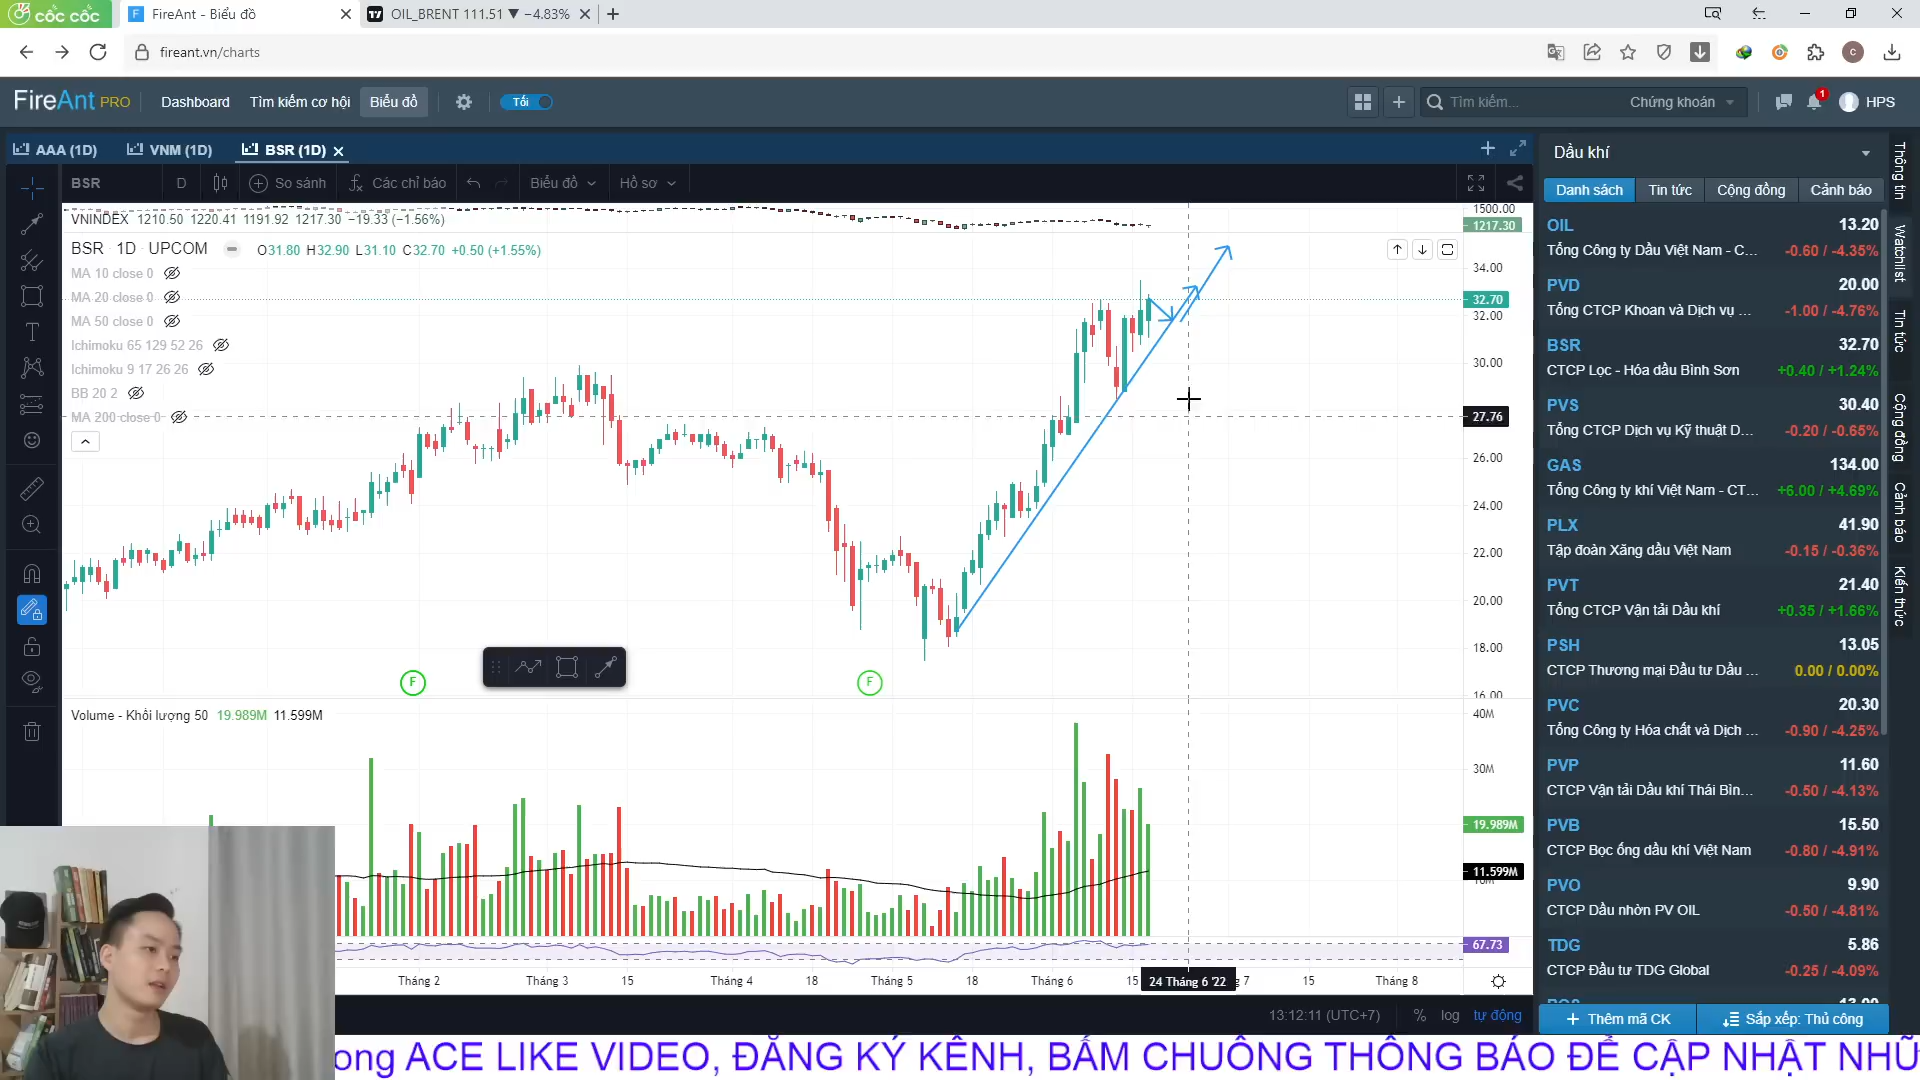 cốc cốc
FireAnt - Biểu đồ
OIL_BRENT 111.51 ▼ −4.83%
fireant.vn/charts
FireAnt PRO
Dashboard
Tìm kiếm cơ hội
Biểu đồ
Tối
Tìm kiếm...
Chứng khoán
1
HPS
AAA (1D)
VNM (1D)
BSR (1D)
BSR
D
So sánh
Các chỉ báo
Biểu đồ
Hồ sơ
VNINDEX 1210.50 1220.41 1191.92 1217.30 −19.33 (−1.56%)
BSR 1D UPCOM
O31.80 H32.90 L31.10 C32.70 +0.50 (+1.55%)
MA 10 close 0
MA 20 close 0
MA 50 close 0
Ichimoku 65 129 52 26
Ichimoku 9 17 26 26
BB 20 2
MA 200 close 0
1500.00
1217.30
34.00
32.70
32.00
30.00
27.76
26.00
24.00
22.00
20.00
18.00
16.00
F
F
Volume - Khối lượng 50 19.989M 11.599M
40M
30M
19.989M
11.599M
67.73
Tháng 2
Tháng 3
15
Tháng 4
18
Tháng 5
18
Tháng 6
15
24 Tháng 6 '22
7
15
Tháng 8
13:12:11 (UTC+7)
%
log
tự động
Dầu khí
Danh sách
Tin tức
Cộng đồng
Cảnh báo
OIL 13.20
Tổng Công ty Dầu Việt Nam - C... -0.60 / -4.35%
PVD 20.00
Tổng CTCP Khoan và Dịch vụ ... -1.00 / -4.76%
BSR 32.70
CTCP Lọc - Hóa dầu Bình Sơn +0.40 / +1.24%
PVS 30.40
Tổng CTCP Dịch vụ Kỹ thuật D... -0.20 / -0.65%
GAS 134.00
Tổng Công ty khí Việt Nam - CT... +6.00 / +4.69%
PLX 41.90
Tập đoàn Xăng dầu Việt Nam -0.15 / -0.36%
PVT 21.40
Tổng CTCP Vận tải Dầu khí +0.35 / +1.66%
PSH 13.05
CTCP Thương mại Đầu tư Dầu ... 0.00 / 0.00%
PVC 20.30
Tổng Công ty Hóa chất và Dịch ... -0.90 / -4.25%
PVP 11.60
CTCP Vận tải Dầu khí Thái Bìn... -0.50 / -4.13%
PVB 15.50
CTCP Bọc ống dầu khí Việt Nam -0.80 / -4.91%
PVO 9.90
CTCP Dầu nhờn PV OIL -0.50 / -4.81%
TDG 5.86
CTCP Đầu tư TDG Global -0.25 / -4.09%
Thêm mã CK
Sắp xếp: Thủ công
Thông tin
Watchlist
Tin tức
Cộng đồng
Cảnh báo
Kiến thức
ong ACE LIKE VIDEO, ĐĂNG KÝ KÊNH, BẤM CHUÔNG THÔNG BÁO ĐỂ CẬP NHẬT NHỮ